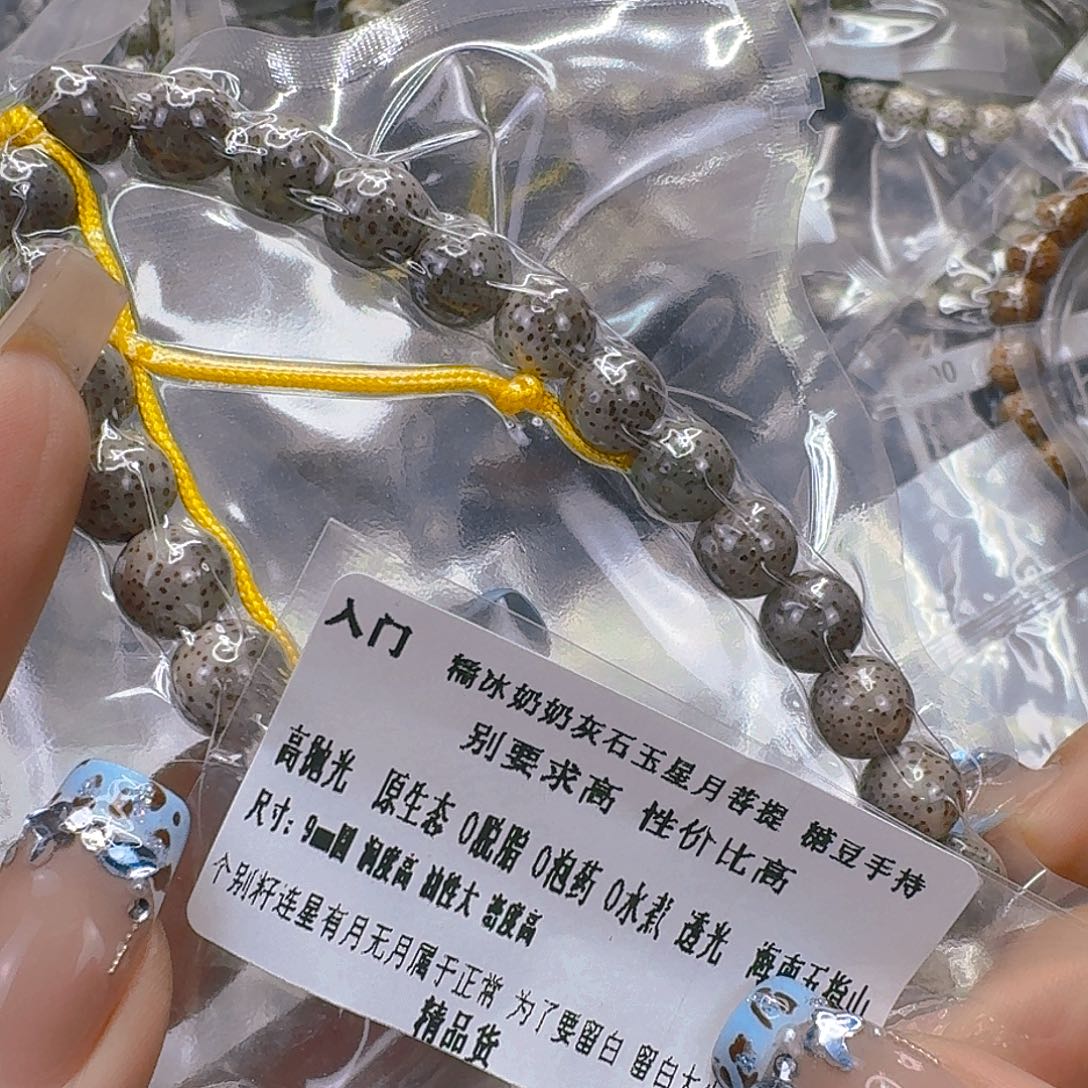 入门
糯冰奶奶灰石玉星月菩提 糖豆手持
别要求高 性价比高
高抛光 原生态 0脱脂 0泡药 0水煮 透光 海南五指山
尺寸：9mm圆 润度高 油性大 密度高
个别籽连星有月无月属于正常 为了要留白 留白大
精品货